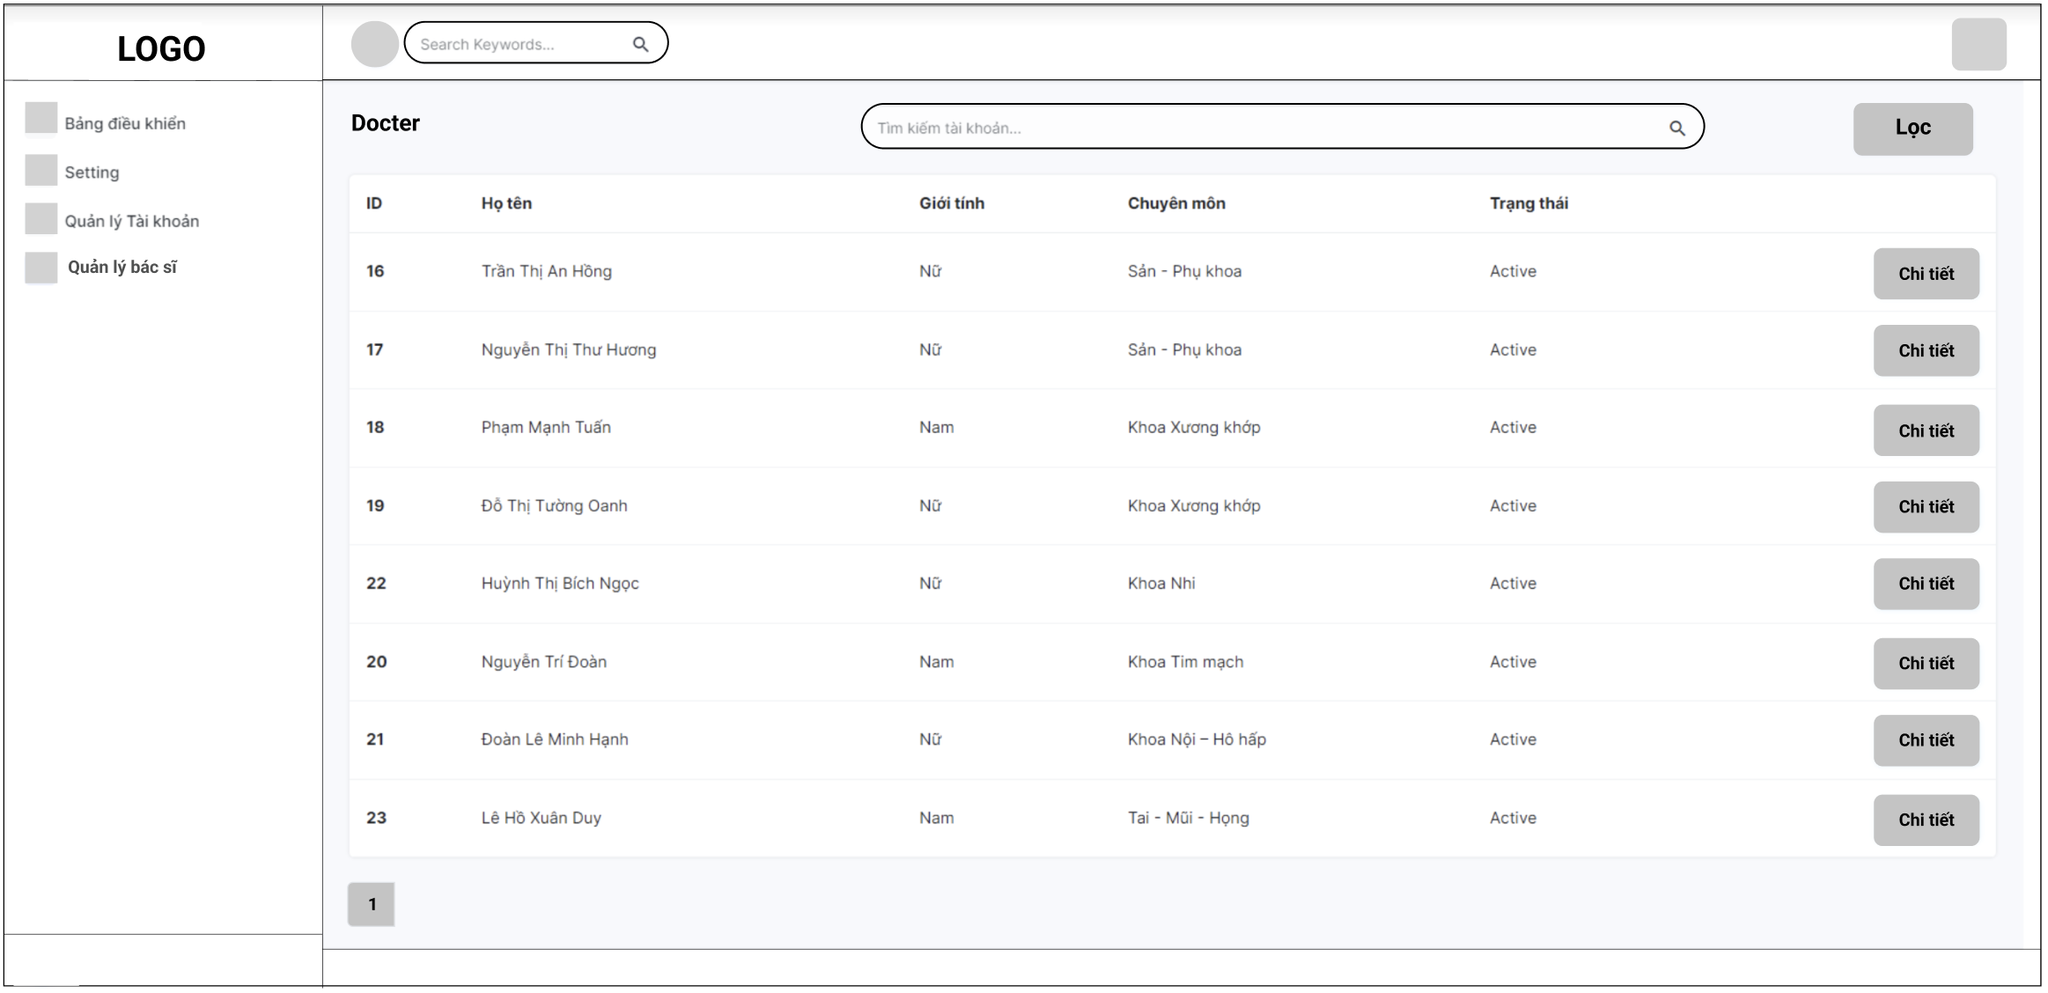 LOGO
Search Keywords...
Bảng điều khiển
Setting
Quản lý Tài khoản
Quản lý bác sĩ
Docter
Tìm kiếm tài khoản...
Lọc
ID Họ tên Giới tính Chuyên môn Trạng thái
16 Trần Thị An Hồng Nữ Sản - Phụ khoa Active Chi tiết
17 Nguyễn Thị Thư Hương Nữ Sản - Phụ khoa Active Chi tiết
18 Phạm Mạnh Tuấn Nam Khoa Xương khớp Active Chi tiết
19 Đỗ Thị Tường Oanh Nữ Khoa Xương khớp Active Chi tiết
22 Huỳnh Thị Bích Ngọc Nữ Khoa Nhi Active Chi tiết
20 Nguyễn Trí Đoàn Nam Khoa Tim mạch Active Chi tiết
21 Đoàn Lê Minh Hạnh Nữ Khoa Nội – Hô hấp Active Chi tiết
23 Lê Hồ Xuân Duy Nam Tai - Mũi - Họng Active Chi tiết
1